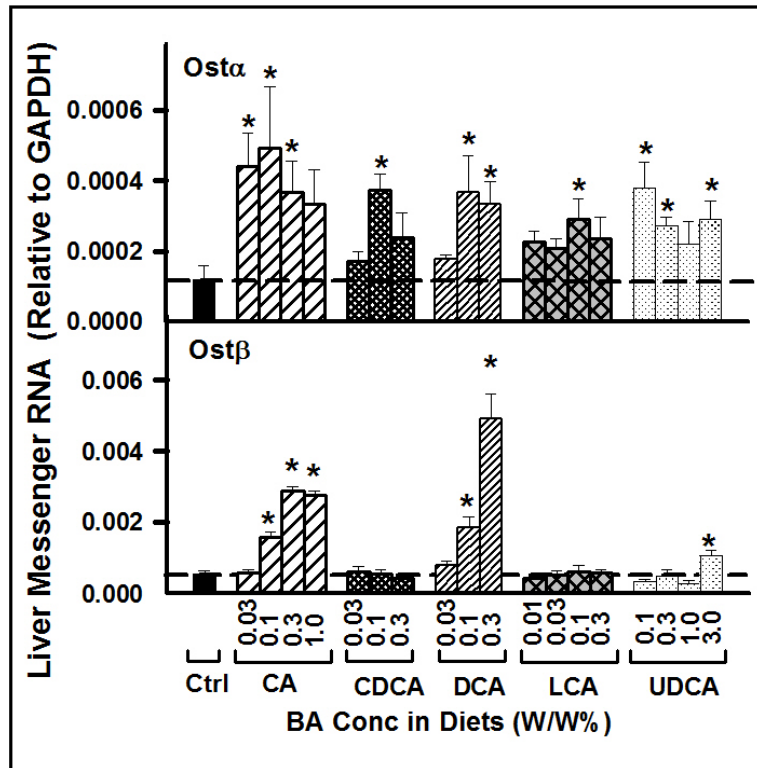 Liver Messenger RNA (Relative to GAPDH)
Ostα
0.0006
0.0004
0.0002
0.0000
* * * * * * * * * *
Ostβ
0.006
0.004
0.002
0.000
* * * * * *
0.03 0.1 0.3 1.0 0.03 0.1 0.3 0.03 0.1 0.3 0.01 0.03 0.1 0.3 0.1 0.3 1.0 3.0
Ctrl CA CDCA DCA LCA UDCA
BA Conc in Diets (W/W%)